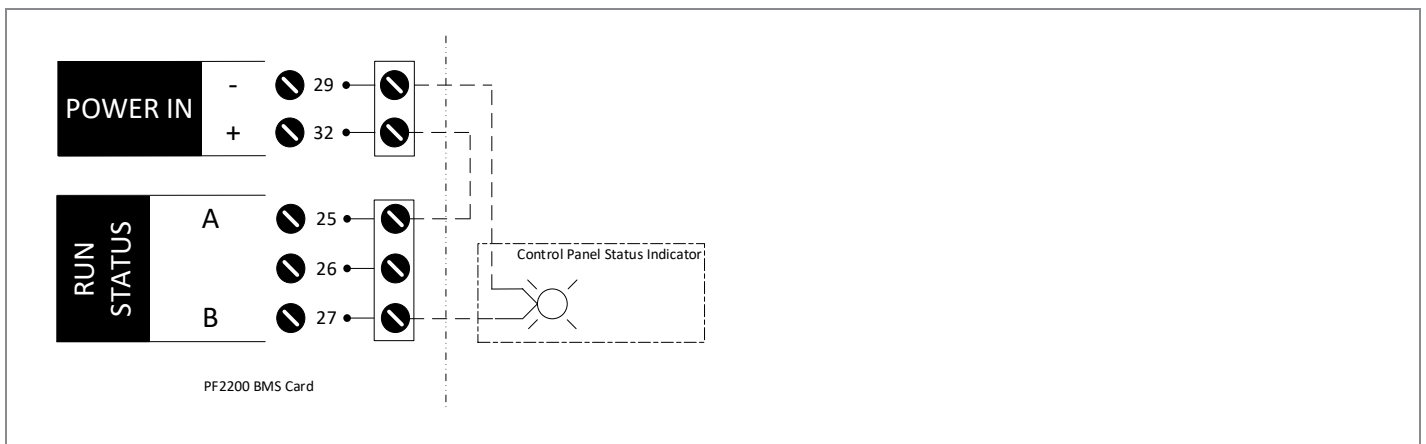 POWER IN
-
29
+
32
RUN
STATUS
A
25
26
B
27
Control Panel Status Indicator
PF2200 BMS Card